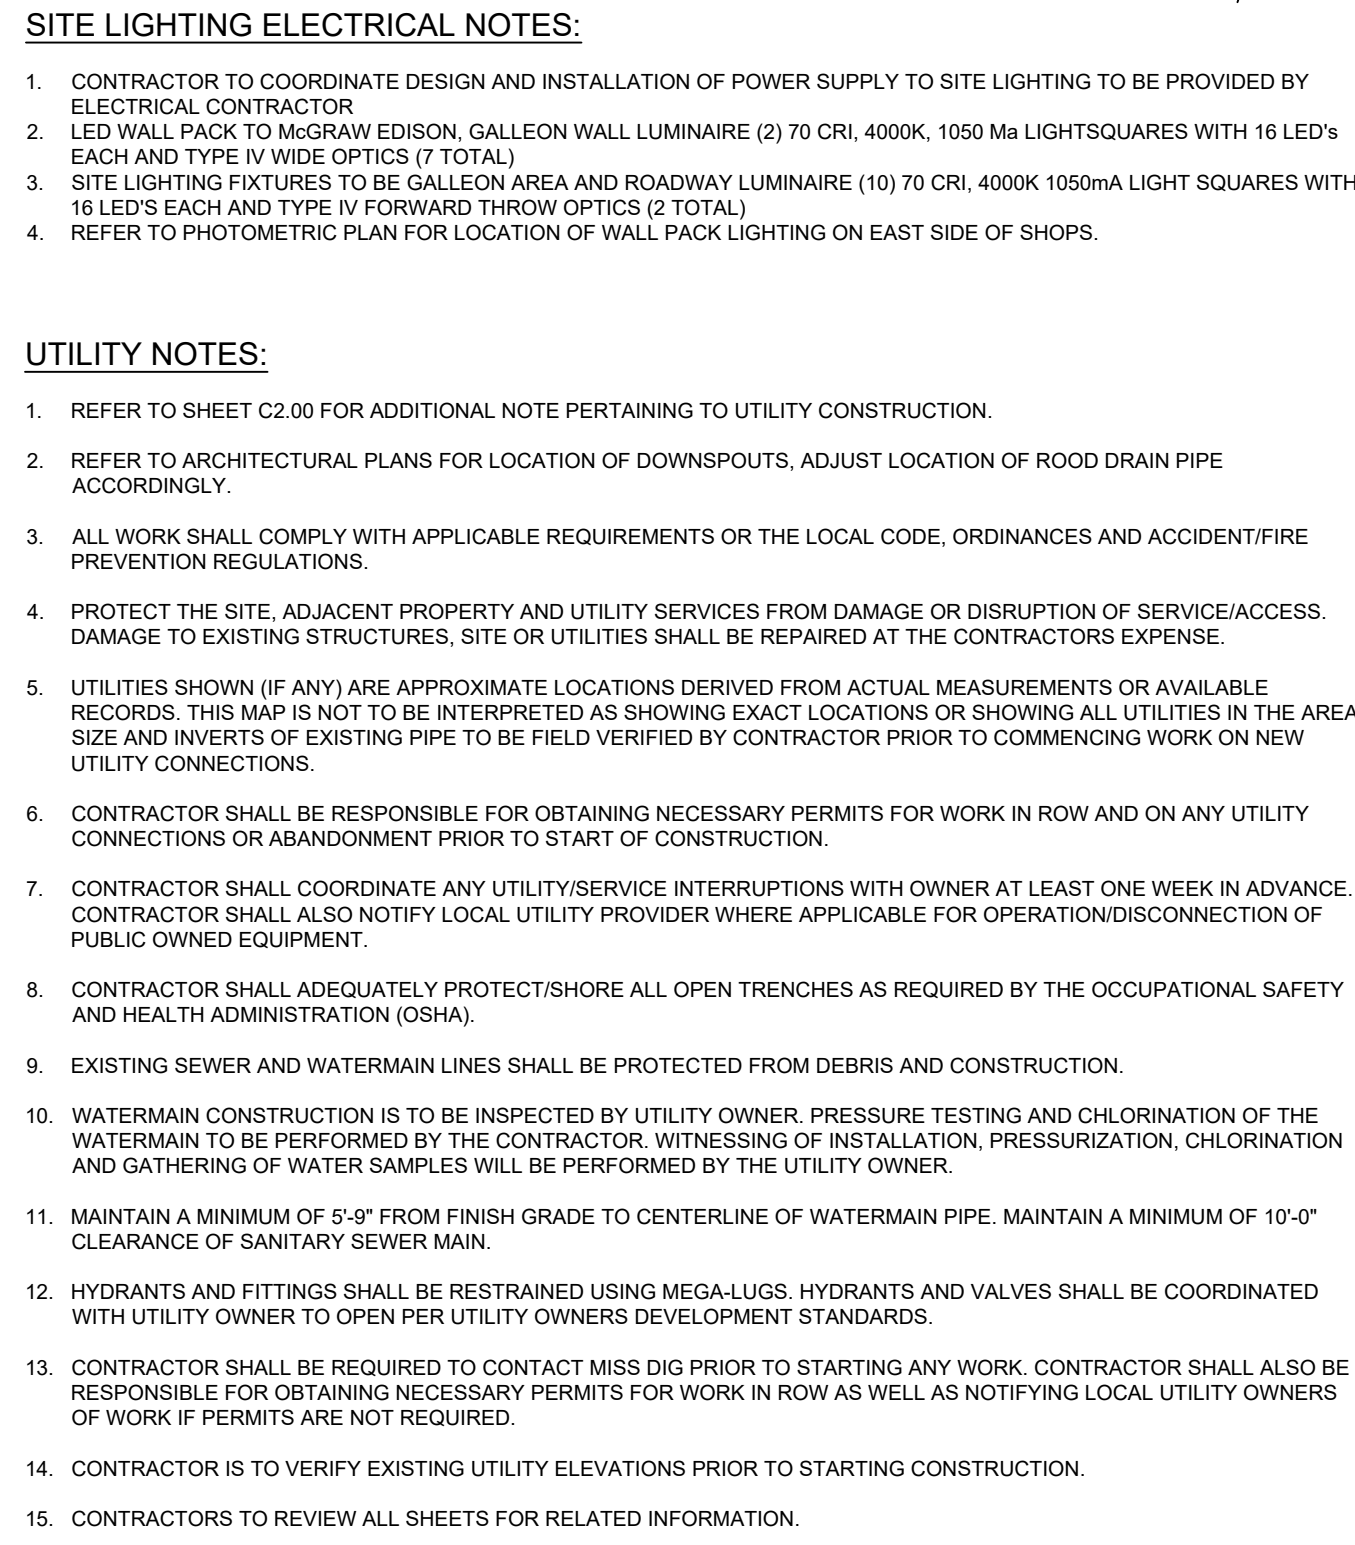 SITE LIGHTING ELECTRICAL NOTES:
1. CONTRACTOR TO COORDINATE DESIGN AND INSTALLATION OF POWER SUPPLY TO SITE LIGHTING TO BE PROVIDED BY
ELECTRICAL CONTRACTOR
2. LED WALL PACK TO McGRAW EDISON, GALLEON WALL LUMINAIRE (2) 70 CRI, 4000K, 1050 Ma LIGHTSQUARES WITH 16 LED's
EACH AND TYPE IV WIDE OPTICS (7 TOTAL)
3. SITE LIGHTING FIXTURES TO BE GALLEON AREA AND ROADWAY LUMINAIRE (10) 70 CRI, 4000K 1050mA LIGHT SQUARES WITH
16 LED'S EACH AND TYPE IV FORWARD THROW OPTICS (2 TOTAL)
4. REFER TO PHOTOMETRIC PLAN FOR LOCATION OF WALL PACK LIGHTING ON EAST SIDE OF SHOPS.
UTILITY NOTES:
1. REFER TO SHEET C2.00 FOR ADDITIONAL NOTE PERTAINING TO UTILITY CONSTRUCTION.
2. REFER TO ARCHITECTURAL PLANS FOR LOCATION OF DOWNSPOUTS, ADJUST LOCATION OF ROOD DRAIN PIPE
ACCORDINGLY.
3. ALL WORK SHALL COMPLY WITH APPLICABLE REQUIREMENTS OR THE LOCAL CODE, ORDINANCES AND ACCIDENT/FIRE
PREVENTION REGULATIONS.
4. PROTECT THE SITE, ADJACENT PROPERTY AND UTILITY SERVICES FROM DAMAGE OR DISRUPTION OF SERVICE/ACCESS.
DAMAGE TO EXISTING STRUCTURES, SITE OR UTILITIES SHALL BE REPAIRED AT THE CONTRACTORS EXPENSE.
5. UTILITIES SHOWN (IF ANY) ARE APPROXIMATE LOCATIONS DERIVED FROM ACTUAL MEASUREMENTS OR AVAILABLE
RECORDS. THIS MAP IS NOT TO BE INTERPRETED AS SHOWING EXACT LOCATIONS OR SHOWING ALL UTILITIES IN THE AREA
SIZE AND INVERTS OF EXISTING PIPE TO BE FIELD VERIFIED BY CONTRACTOR PRIOR TO COMMENCING WORK ON NEW
UTILITY CONNECTIONS.
6. CONTRACTOR SHALL BE RESPONSIBLE FOR OBTAINING NECESSARY PERMITS FOR WORK IN ROW AND ON ANY UTILITY
CONNECTIONS OR ABANDONMENT PRIOR TO START OF CONSTRUCTION.
7. CONTRACTOR SHALL COORDINATE ANY UTILITY/SERVICE INTERRUPTIONS WITH OWNER AT LEAST ONE WEEK IN ADVANCE.
CONTRACTOR SHALL ALSO NOTIFY LOCAL UTILITY PROVIDER WHERE APPLICABLE FOR OPERATION/DISCONNECTION OF
PUBLIC OWNED EQUIPMENT.
8. CONTRACTOR SHALL ADEQUATELY PROTECT/SHORE ALL OPEN TRENCHES AS REQUIRED BY THE OCCUPATIONAL SAFETY
AND HEALTH ADMINISTRATION (OSHA).
9. EXISTING SEWER AND WATERMAIN LINES SHALL BE PROTECTED FROM DEBRIS AND CONSTRUCTION.
10. WATERMAIN CONSTRUCTION IS TO BE INSPECTED BY UTILITY OWNER. PRESSURE TESTING AND CHLORINATION OF THE
WATERMAIN TO BE PERFORMED BY THE CONTRACTOR. WITNESSING OF INSTALLATION, PRESSURIZATION, CHLORINATION
AND GATHERING OF WATER SAMPLES WILL BE PERFORMED BY THE UTILITY OWNER.
11. MAINTAIN A MINIMUM OF 5'-9" FROM FINISH GRADE TO CENTERLINE OF WATERMAIN PIPE. MAINTAIN A MINIMUM OF 10'-0"
CLEARANCE OF SANITARY SEWER MAIN.
12. HYDRANTS AND FITTINGS SHALL BE RESTRAINED USING MEGA-LUGS. HYDRANTS AND VALVES SHALL BE COORDINATED
WITH UTILITY OWNER TO OPEN PER UTILITY OWNERS DEVELOPMENT STANDARDS.
13. CONTRACTOR SHALL BE REQUIRED TO CONTACT MISS DIG PRIOR TO STARTING ANY WORK. CONTRACTOR SHALL ALSO BE
RESPONSIBLE FOR OBTAINING NECESSARY PERMITS FOR WORK IN ROW AS WELL AS NOTIFYING LOCAL UTILITY OWNERS
OF WORK IF PERMITS ARE NOT REQUIRED.
14. CONTRACTOR IS TO VERIFY EXISTING UTILITY ELEVATIONS PRIOR TO STARTING CONSTRUCTION.
15. CONTRACTORS TO REVIEW ALL SHEETS FOR RELATED INFORMATION.